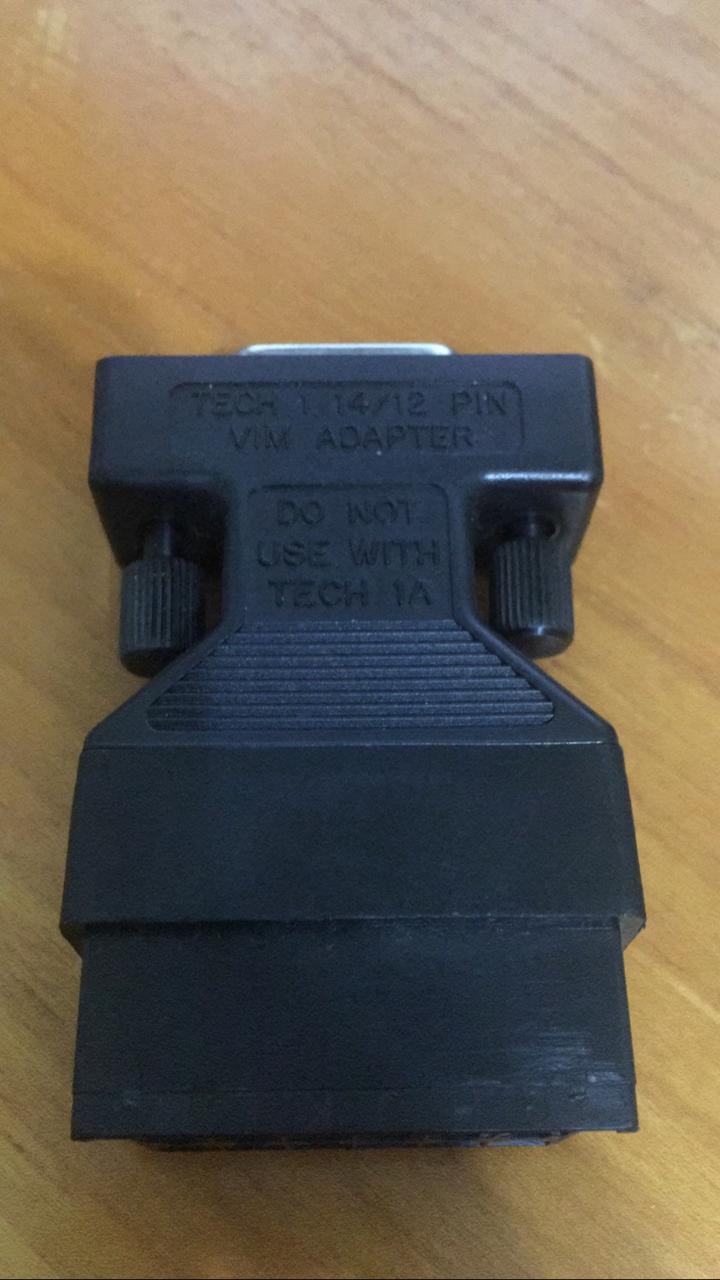 TECH 1 14/12 PIN
VIM ADAPTER
DO NOT
USE WITH
TECH 1A